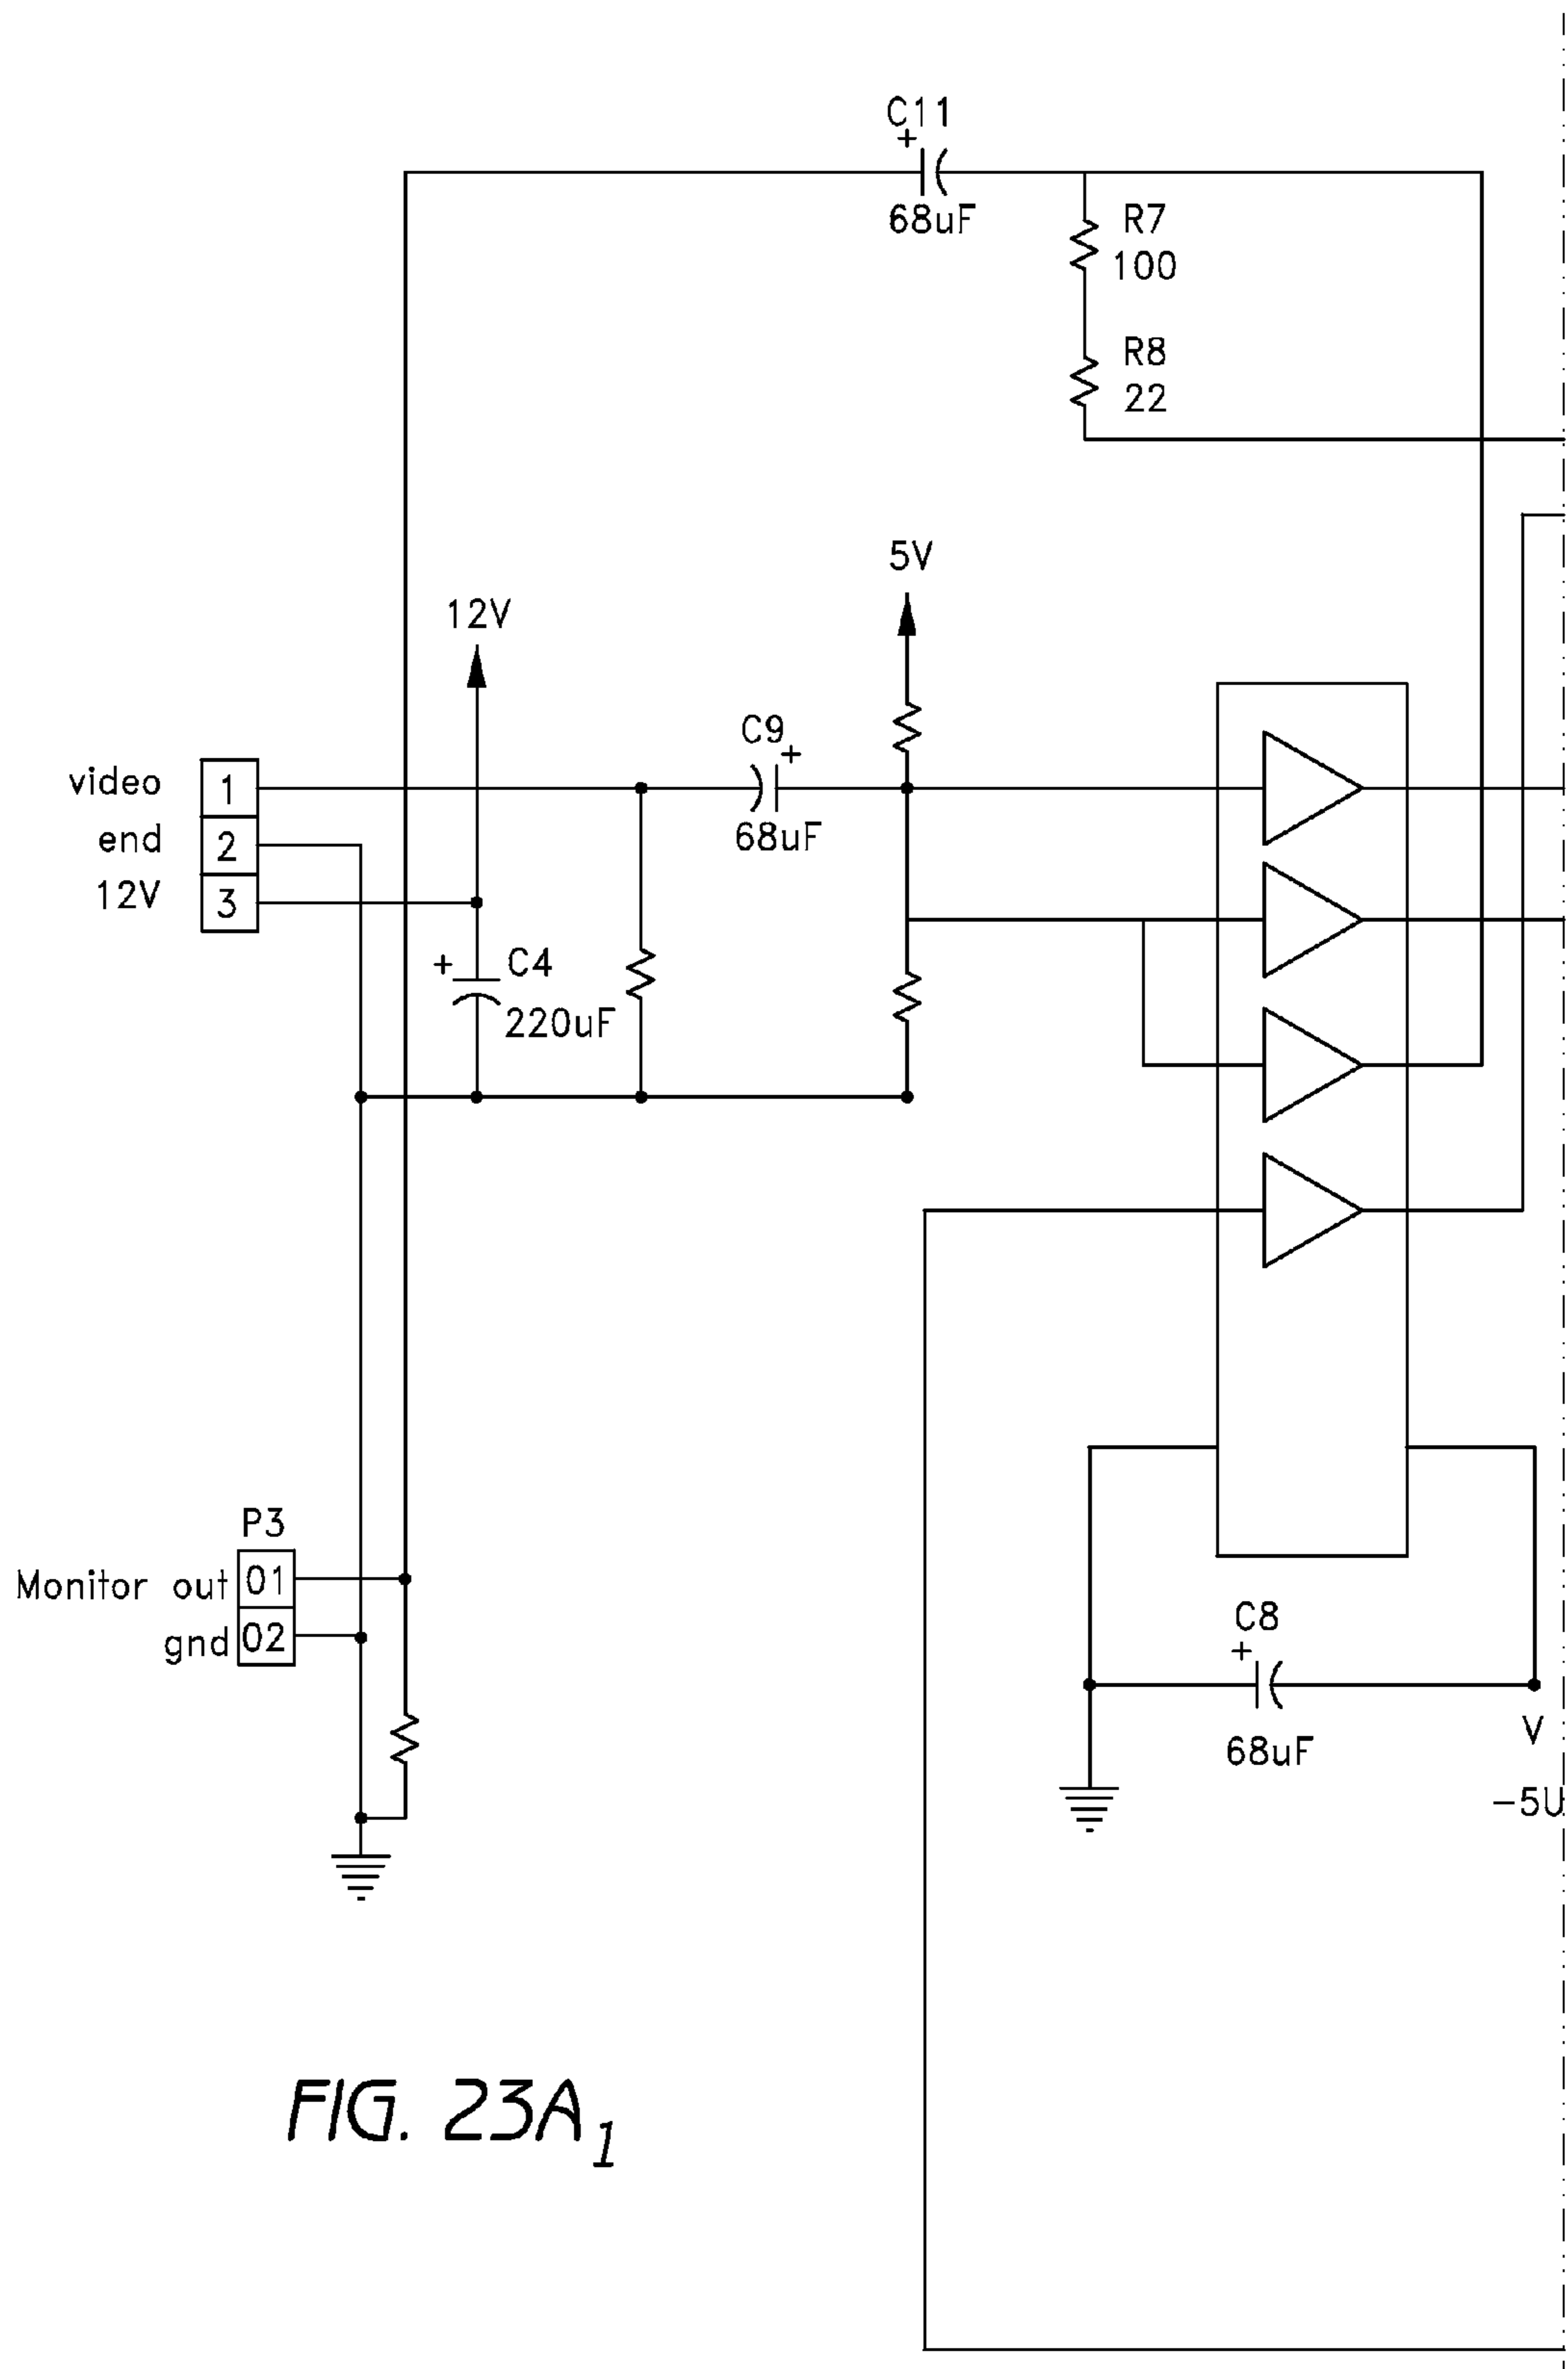 C11
+
68uF
R7
100
R8
22
5V
12V
C9
+
68uF
video 1
end 2
12V 3
+ C4
220uF
P3
Monitor out 01
gnd 02
C8
+
68uF
V
-5U
FIG. 23A1